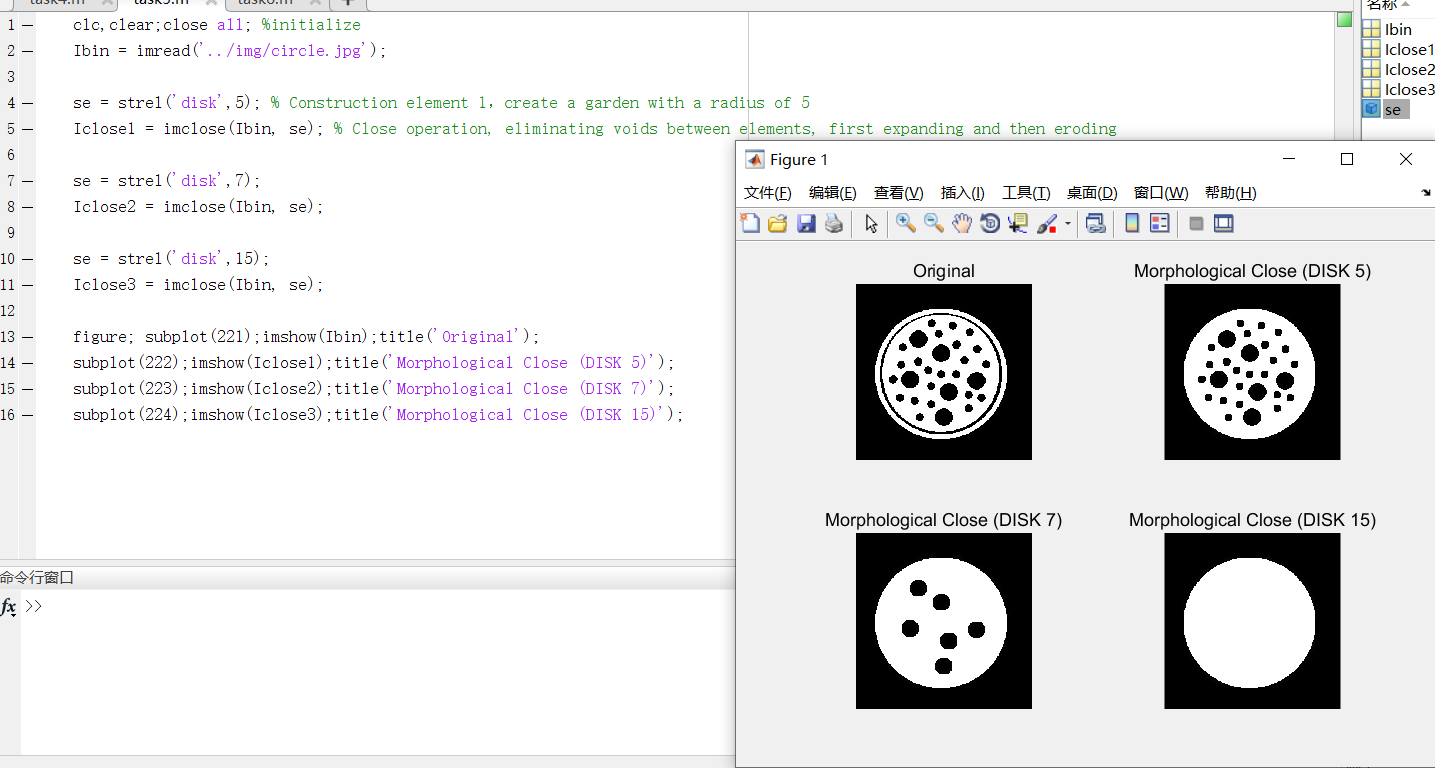 task4.m
task5.m
task6.m
1 clc,clear;close all; %initialize
2 Ibin = imread('../img/circle.jpg');
3
4 se = strel('disk',5); % Construction element 1, create a garden with a radius of 5
5 Iclose1 = imclose(Ibin, se); % Close operation, eliminating voids between elements, first expanding and then eroding
6
7 se = strel('disk',7);
8 Iclose2 = imclose(Ibin, se);
9
10 se = strel('disk',15);
11 Iclose3 = imclose(Ibin, se);
12
13 figure; subplot(221);imshow(Ibin);title('Original');
14 subplot(222);imshow(Iclose1);title('Morphological Close (DISK 5)');
15 subplot(223);imshow(Iclose2);title('Morphological Close (DISK 7)');
16 subplot(224);imshow(Iclose3);title('Morphological Close (DISK 15)');
命令行窗口
fx >>
名称
Ibin
Iclose1
Iclose2
Iclose3
se
Figure 1
文件(F) 编辑(E) 查看(V) 插入(I) 工具(T) 桌面(D) 窗口(W) 帮助(H)
Original
Morphological Close (DISK 5)
Morphological Close (DISK 7)
Morphological Close (DISK 15)